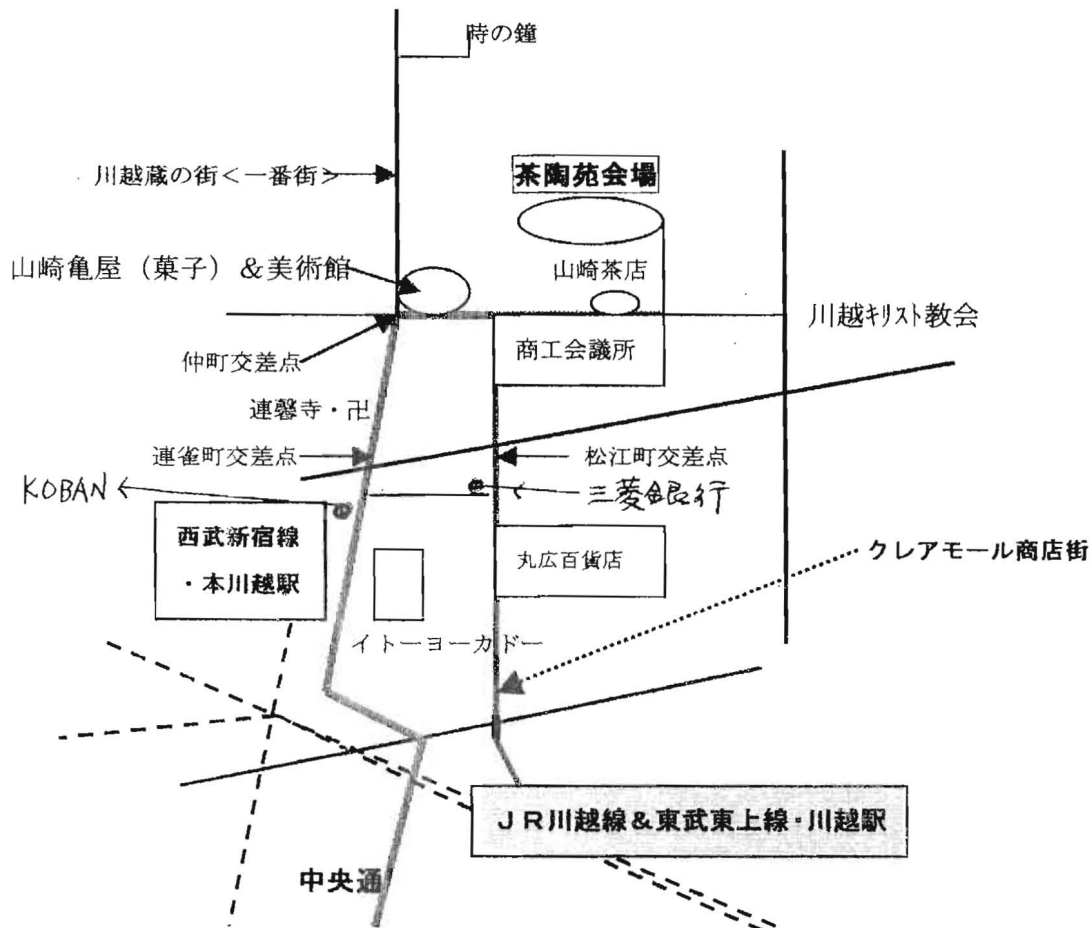 時の鐘
川越蔵の街＜一番街＞
茶陶苑会場
山崎亀屋（菓子）＆美術館
山崎茶店
川越ｷﾘｽﾄ教会
仲町交差点
商工会議所
連馨寺・卍
連雀町交差点
松江町交差点
KOBAN
三菱銀行
西武新宿線
・本川越駅
丸広百貨店
クレアモール商店街
イトーヨーカドー
ＪＲ川越線＆東武東上線・川越駅
中央通